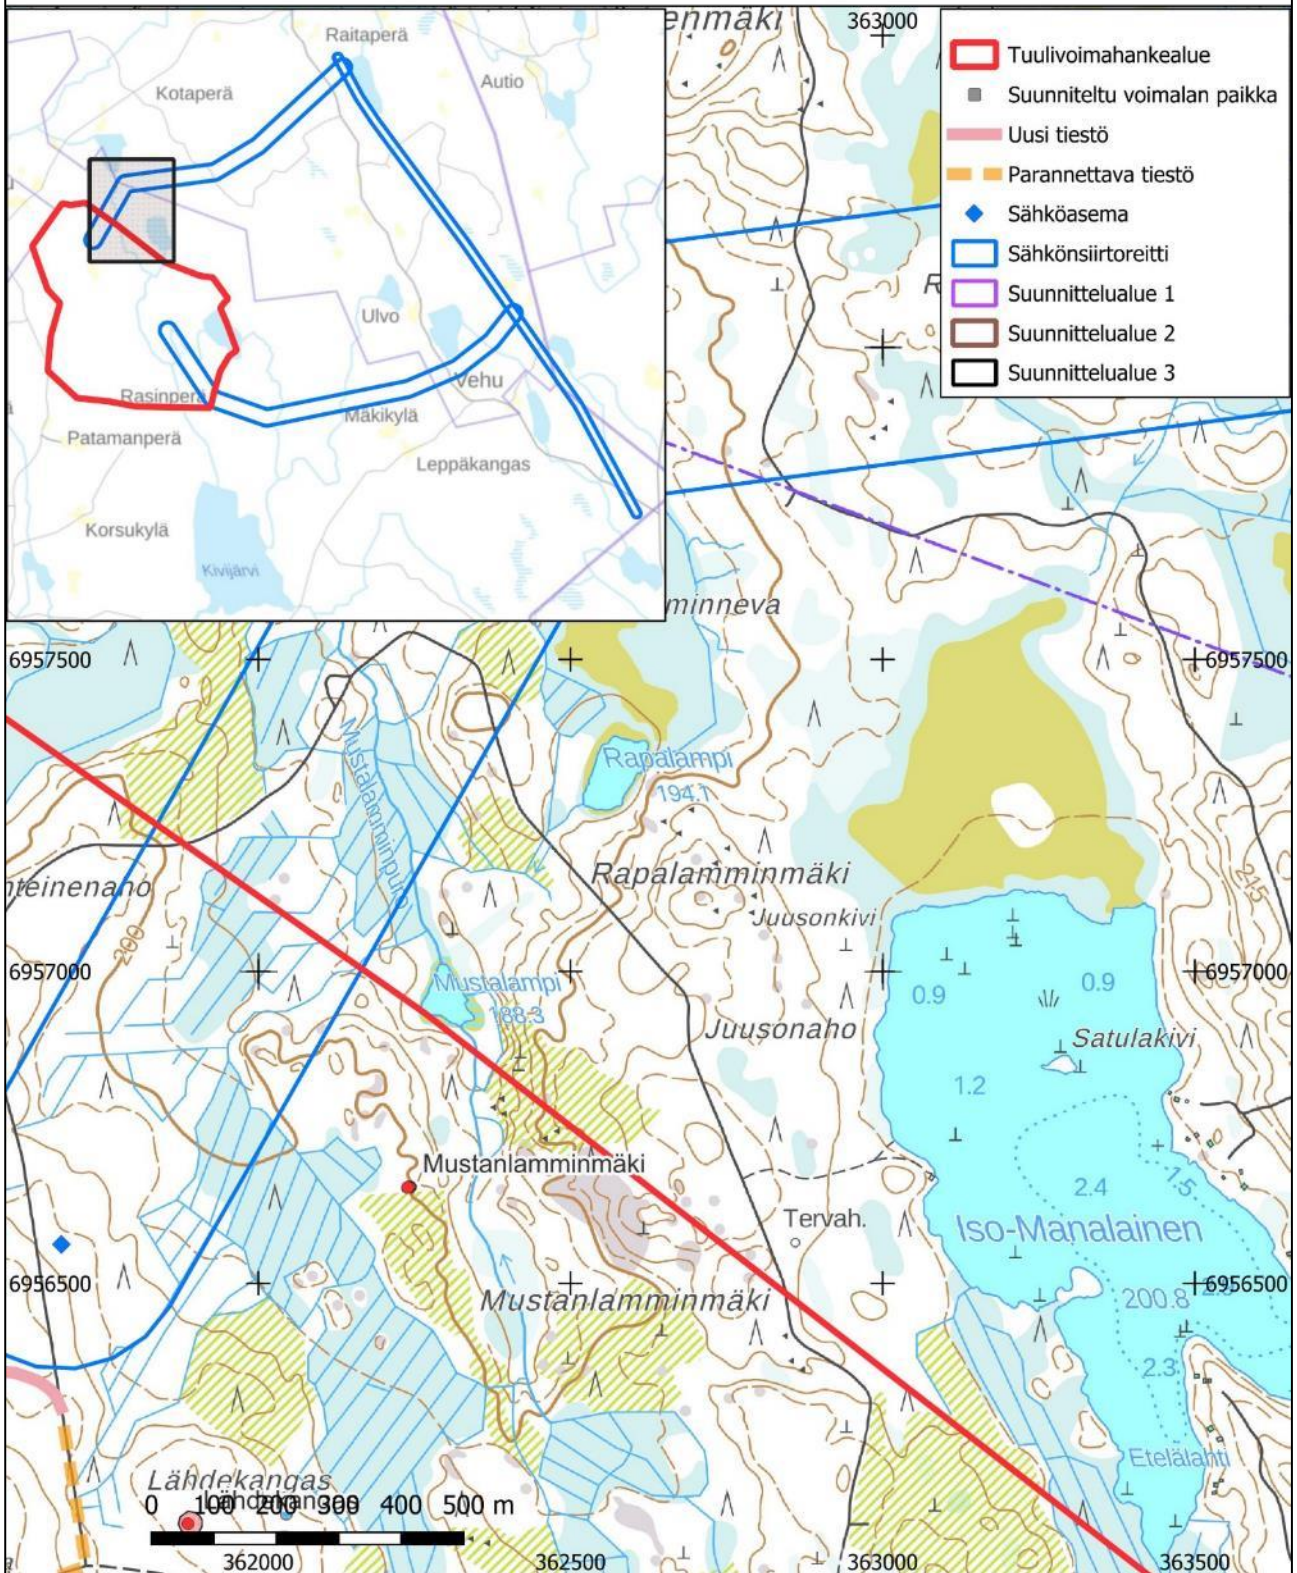 Raitaperä
Autio
Kotaperä
Ulvo
Vehu
Rasinperä
Mäkikylä
Patamanperä
Leppäkangas
Korsukylä
Kivijärvi
enmäki
363000
Tuulivoimahankealue
Suunniteltu voimalan paikka
Uusi tiestö
Parannettava tiestö
Sähköasema
Sähkönsiirtoreitti
Suunnittelualue 1
Suunnittelualue 2
Suunnittelualue 3
R
minneva
6957500
6957500
Mustalamminpuro
Rapalampi
194.1
Rapalamminmäki
nteinenaho
Juusonkivi
215
200
6957000
6957000
Mustalampi
188.3
0.9
0.9
Juusonaho
Satulakivi
1.2
Mustanlamminmäki
2.4
1.5
Tervah.
Iso-Manalainen
6956500
6956500
Mustanlamminmäki
200.8
2.3
Etelälahti
Lähdekangas
Lähdekangas
0 100 200 300 400 500 m
362000
362500
363000
363500